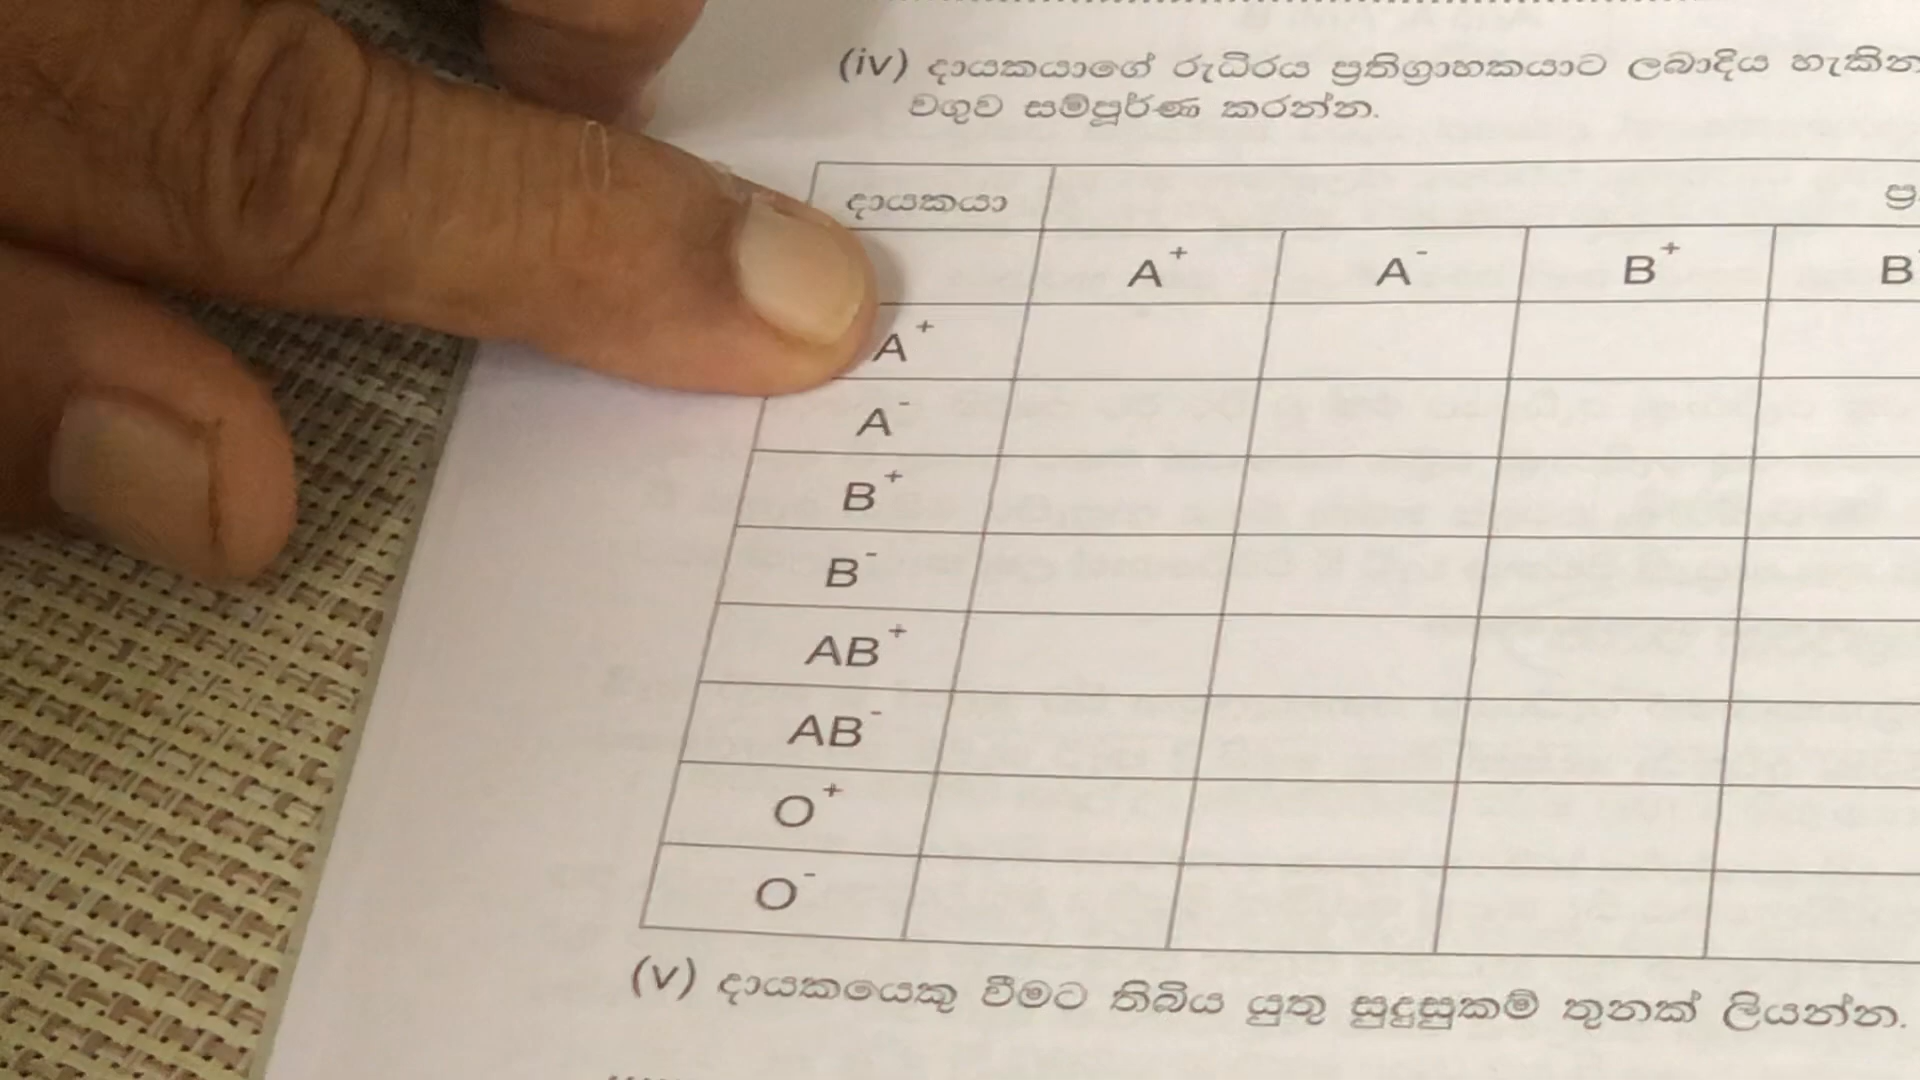 (iv) දායකයාගේ රුධිරය ප්‍රතිග්‍රාහකයාට ලබාදිය හැකි
වගුව සම්පූර්ණ කරන්න.
දායකයා
A+ A- B+ B
A+
A-
B+
B-
AB+
AB-
O+
O-
(v) දායකයෙකු වීමට තිබිය යුතු සුදුසුකම් තුනක් ලියන්න.